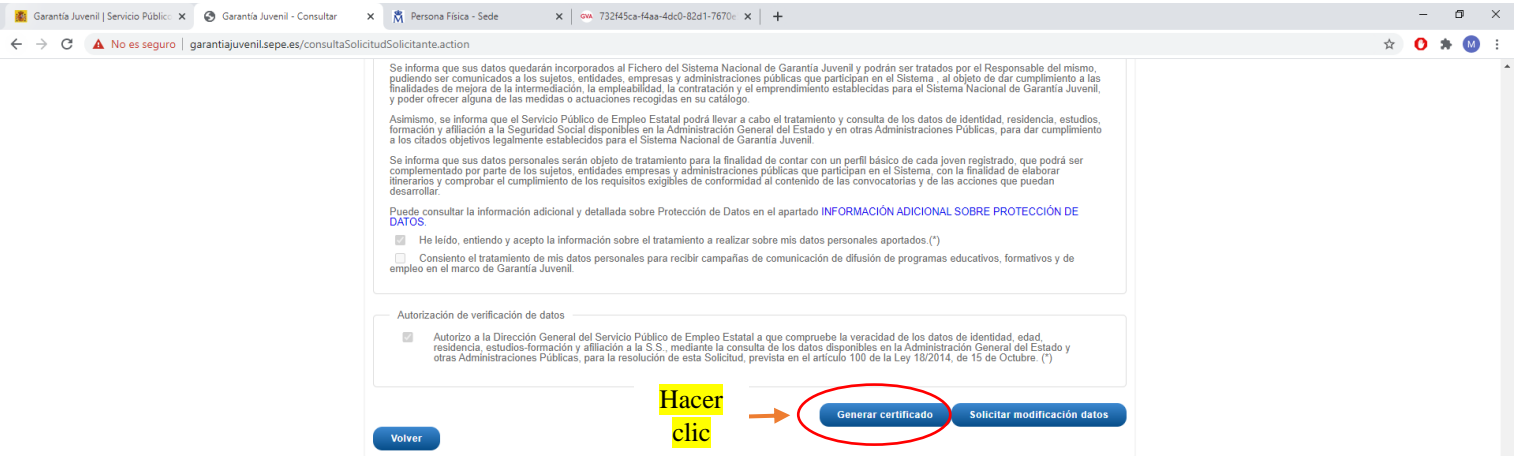 Garantía Juvenil | Servicio Público
Garantía Juvenil - Consultar
Persona Física - Sede
GVA 732f45ca-f4aa-4dc0-82d1-7670e
No es seguro | garantiajuvenil.sepe.es/consultaSolicitudSolicitante.action
M
Se informa que sus datos quedarán incorporados al Fichero del Sistema Nacional de Garantía Juvenil y podrán ser tratados por el Responsable del mismo,
pudiendo ser comunicados a los sujetos, entidades, empresas y administraciones públicas que participan en el Sistema , al objeto de dar cumplimiento a las
finalidades de mejora de la intermediación, la empleabilidad, la contratación y el emprendimiento establecidas para el Sistema Nacional de Garantía Juvenil,
y poder ofrecer alguna de las medidas o actuaciones recogidas en su catálogo.
Asimismo, se informa que el Servicio Público de Empleo Estatal podrá llevar a cabo el tratamiento y consulta de los datos de identidad, residencia, estudios,
formación y afiliación a la Seguridad Social disponibles en la Administración General del Estado y en otras Administraciones Públicas, para dar cumplimiento
a los citados objetivos legalmente establecidos para el Sistema Nacional de Garantía Juvenil.
Se informa que sus datos personales serán objeto de tratamiento para la finalidad de contar con un perfil básico de cada joven registrado, que podrá ser
complementado por parte de los sujetos, entidades empresas y administraciones públicas que participan en el Sistema, con la finalidad de elaborar
itinerarios y comprobar el cumplimiento de los requisitos exigibles de conformidad al contenido de las convocatorias y de las acciones que puedan
desarrollar.
Puede consultar la información adicional y detallada sobre Protección de Datos en el apartado INFORMACIÓN ADICIONAL SOBRE PROTECCIÓN DE
DATOS.
He leído, entiendo y acepto la información sobre el tratamiento a realizar sobre mis datos personales aportados.(*)
Consiento el tratamiento de mis datos personales para recibir campañas de comunicación de difusión de programas educativos, formativos y de
empleo en el marco de Garantía Juvenil.
Autorización de verificación de datos
Autorizo a la Dirección General del Servicio Público de Empleo Estatal a que compruebe la veracidad de los datos de identidad, edad,
residencia, estudios-formación y afiliación a la S.S., mediante la consulta de los datos disponibles en la Administración General del Estado y
otras Administraciones Públicas, para la resolución de esta Solicitud, prevista en el artículo 100 de la Ley 18/2014, de 15 de Octubre. (*)
Hacer
clic
Generar certificado
Solicitar modificación datos
Volver